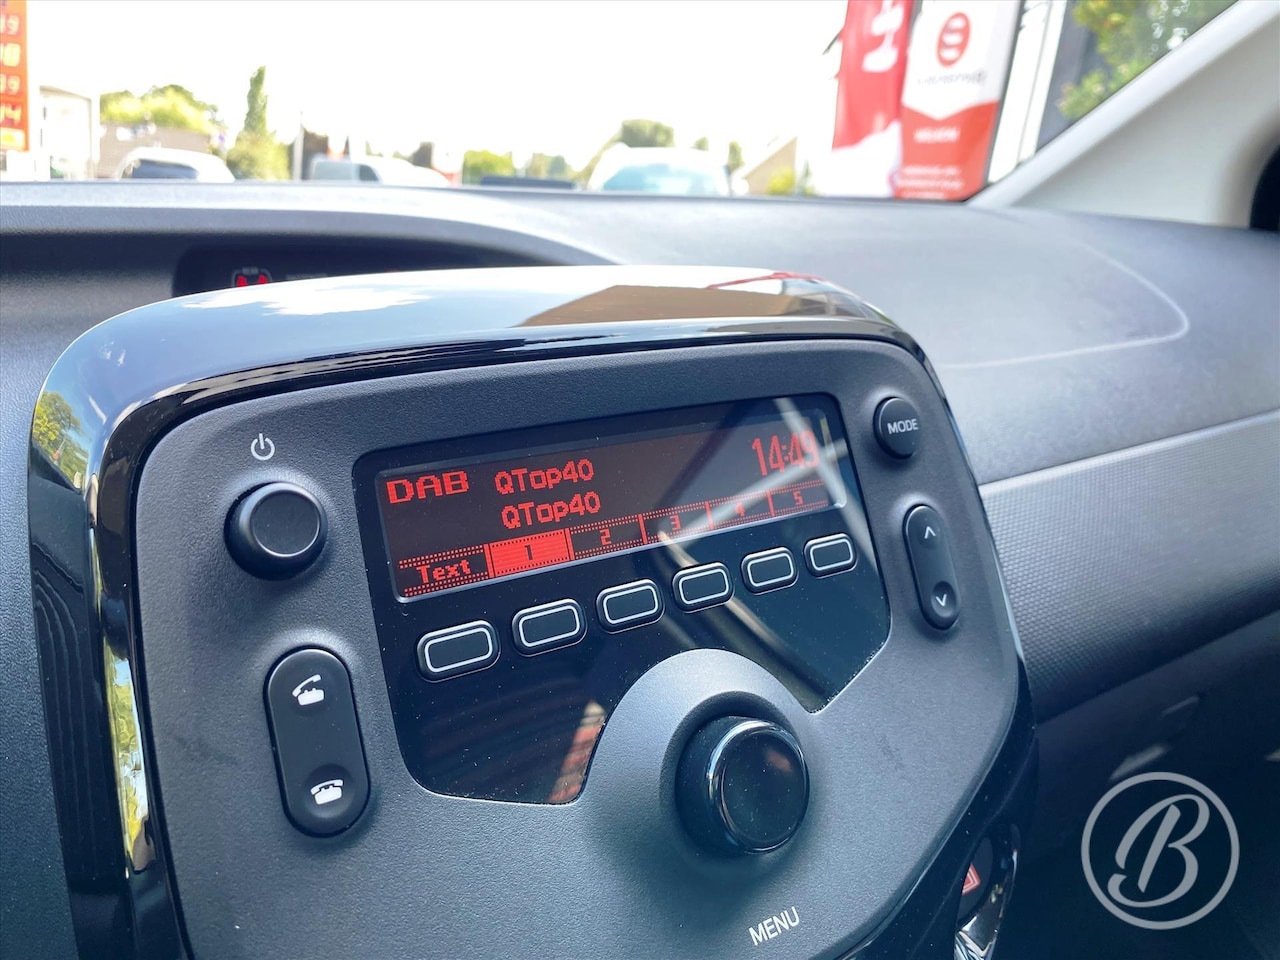 MODE
DAB QTop40 14:49
QTop40
Text 1 2 3 4 5
MENU
B